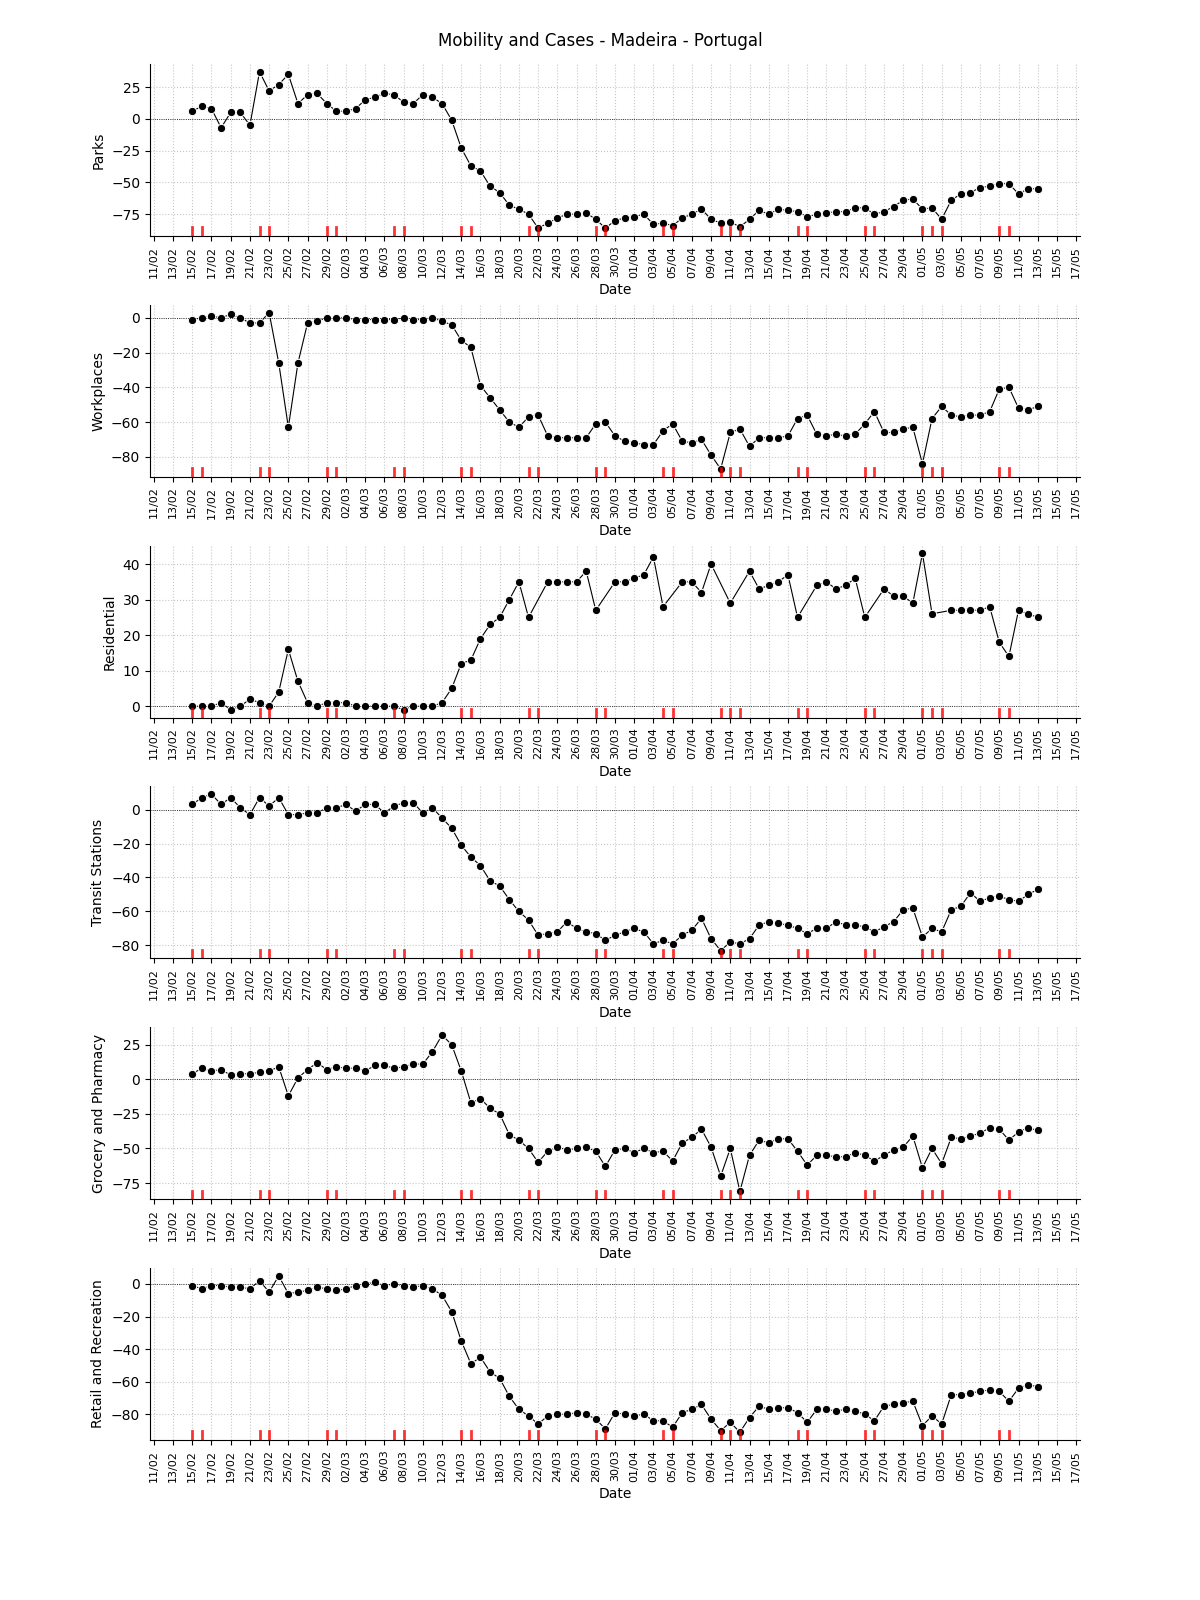 Mobility and Cases - Madeira - Portugal
Parks
25
0
−25
−50
−75
11/02 13/02 15/02 17/02 19/02 21/02 23/02 25/02 27/02 29/02 02/03 04/03 06/03 08/03 10/03 12/03 14/03 16/03 18/03 20/03 22/03 24/03 26/03 28/03 30/03 01/04 03/04 05/04 07/04 09/04 11/04 13/04 15/04 17/04 19/04 21/04 23/04 25/04 27/04 29/04 01/05 03/05 05/05 07/05 09/05 11/05 13/05 15/05 17/05
Date
Workplaces
0
−20
−40
−60
−80
11/02 13/02 15/02 17/02 19/02 21/02 23/02 25/02 27/02 29/02 02/03 04/03 06/03 08/03 10/03 12/03 14/03 16/03 18/03 20/03 22/03 24/03 26/03 28/03 30/03 01/04 03/04 05/04 07/04 09/04 11/04 13/04 15/04 17/04 19/04 21/04 23/04 25/04 27/04 29/04 01/05 03/05 05/05 07/05 09/05 11/05 13/05 15/05 17/05
Date
Residential
40
30
20
10
0
11/02 13/02 15/02 17/02 19/02 21/02 23/02 25/02 27/02 29/02 02/03 04/03 06/03 08/03 10/03 12/03 14/03 16/03 18/03 20/03 22/03 24/03 26/03 28/03 30/03 01/04 03/04 05/04 07/04 09/04 11/04 13/04 15/04 17/04 19/04 21/04 23/04 25/04 27/04 29/04 01/05 03/05 05/05 07/05 09/05 11/05 13/05 15/05 17/05
Date
Transit Stations
0
−20
−40
−60
−80
11/02 13/02 15/02 17/02 19/02 21/02 23/02 25/02 27/02 29/02 02/03 04/03 06/03 08/03 10/03 12/03 14/03 16/03 18/03 20/03 22/03 24/03 26/03 28/03 30/03 01/04 03/04 05/04 07/04 09/04 11/04 13/04 15/04 17/04 19/04 21/04 23/04 25/04 27/04 29/04 01/05 03/05 05/05 07/05 09/05 11/05 13/05 15/05 17/05
Date
Grocery and Pharmacy
25
0
−25
−50
−75
11/02 13/02 15/02 17/02 19/02 21/02 23/02 25/02 27/02 29/02 02/03 04/03 06/03 08/03 10/03 12/03 14/03 16/03 18/03 20/03 22/03 24/03 26/03 28/03 30/03 01/04 03/04 05/04 07/04 09/04 11/04 13/04 15/04 17/04 19/04 21/04 23/04 25/04 27/04 29/04 01/05 03/05 05/05 07/05 09/05 11/05 13/05 15/05 17/05
Date
Retail and Recreation
0
−20
−40
−60
−80
11/02 13/02 15/02 17/02 19/02 21/02 23/02 25/02 27/02 29/02 02/03 04/03 06/03 08/03 10/03 12/03 14/03 16/03 18/03 20/03 22/03 24/03 26/03 28/03 30/03 01/04 03/04 05/04 07/04 09/04 11/04 13/04 15/04 17/04 19/04 21/04 23/04 25/04 27/04 29/04 01/05 03/05 05/05 07/05 09/05 11/05 13/05 15/05 17/05
Date